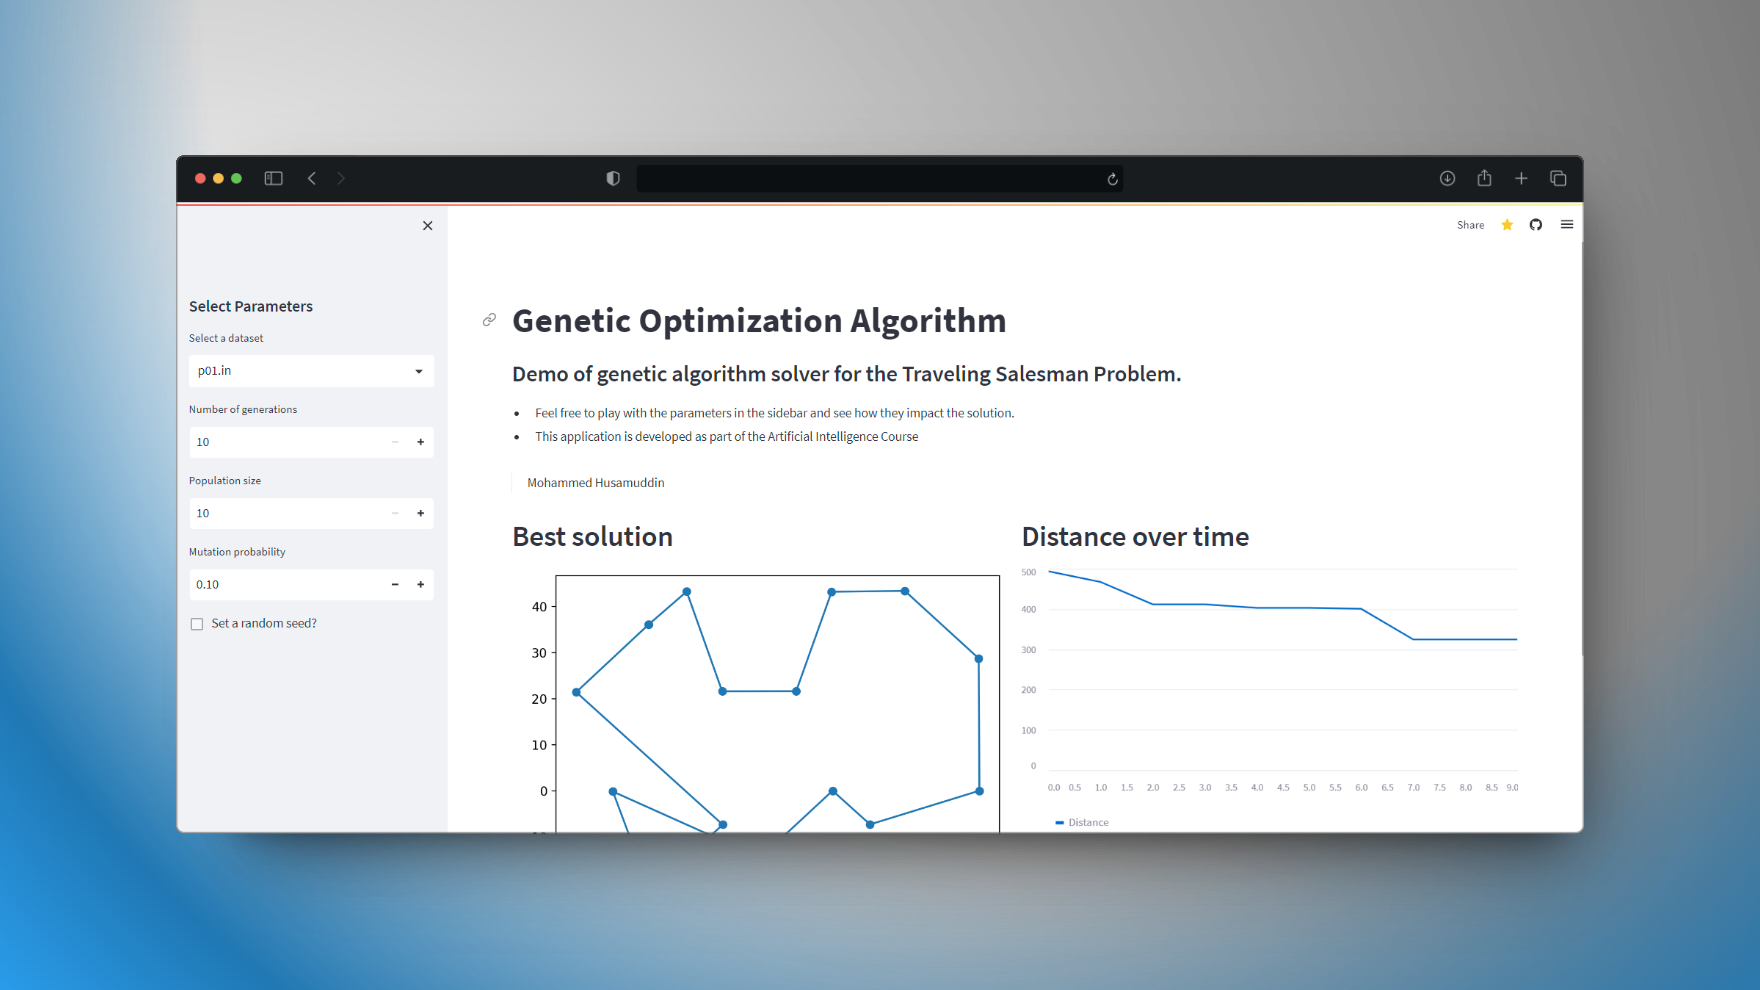 Share
Select Parameters
Select a dataset
p01.in
Number of generations
10
Population size
10
Mutation probability
0.10
Set a random seed?
Genetic Optimization Algorithm
Demo of genetic algorithm solver for the Traveling Salesman Problem.
Feel free to play with the parameters in the sidebar and see how they impact the solution.
This application is developed as part of the Artificial Intelligence Course
Mohammed Husamuddin
Best solution
40
30
20
10
0
Distance over time
500
400
300
200
100
0
0.0 0.5 1.0 1.5 2.0 2.5 3.0 3.5 4.0 4.5 5.0 5.5 6.0 6.5 7.0 7.5 8.0 8.5 9.0
Distance